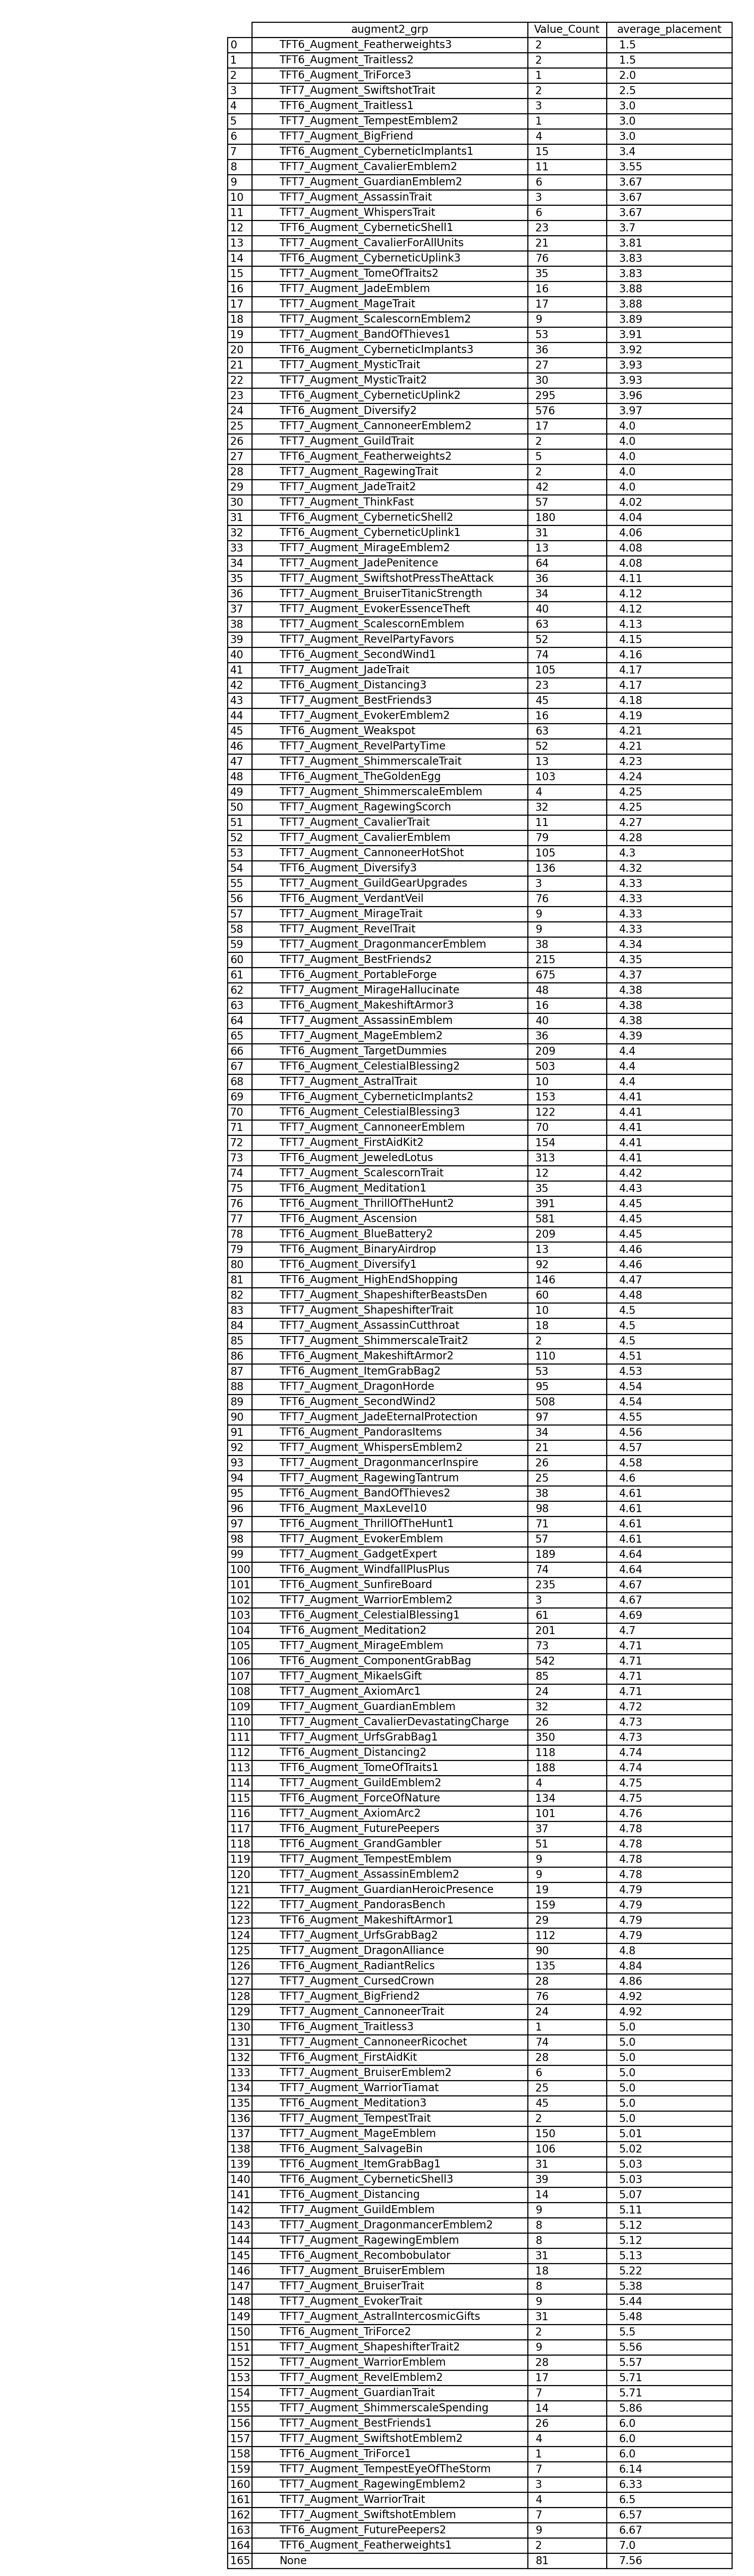 augment2_grp Value_Count average_placement
0 TFT6_Augment_Featherweights3 2 1.5
1 TFT6_Augment_Traitless2 2 1.5
2 TFT6_Augment_TriForce3 1 2.0
3 TFT7_Augment_SwiftshotTrait 2 2.5
4 TFT6_Augment_Traitless1 3 3.0
5 TFT7_Augment_TempestEmblem2 1 3.0
6 TFT7_Augment_BigFriend 4 3.0
7 TFT6_Augment_CyberneticImplants1 15 3.4
8 TFT7_Augment_CavalierEmblem2 11 3.55
9 TFT7_Augment_GuardianEmblem2 6 3.67
10 TFT7_Augment_AssassinTrait 3 3.67
11 TFT7_Augment_WhispersTrait 6 3.67
12 TFT6_Augment_CyberneticShell1 23 3.7
13 TFT7_Augment_CavalierForAllUnits 21 3.81
14 TFT6_Augment_CyberneticUplink3 76 3.83
15 TFT7_Augment_TomeOfTraits2 35 3.83
16 TFT7_Augment_JadeEmblem 16 3.88
17 TFT7_Augment_MageTrait 17 3.88
18 TFT7_Augment_ScalescornEmblem2 9 3.89
19 TFT7_Augment_BandOfThieves1 53 3.91
20 TFT6_Augment_CyberneticImplants3 36 3.92
21 TFT7_Augment_MysticTrait 27 3.93
22 TFT7_Augment_MysticTrait2 30 3.93
23 TFT6_Augment_CyberneticUplink2 295 3.96
24 TFT6_Augment_Diversify2 576 3.97
25 TFT7_Augment_CannoneerEmblem2 17 4.0
26 TFT7_Augment_GuildTrait 2 4.0
27 TFT6_Augment_Featherweights2 5 4.0
28 TFT7_Augment_RagewingTrait 2 4.0
29 TFT7_Augment_JadeTrait2 42 4.0
30 TFT7_Augment_ThinkFast 57 4.02
31 TFT6_Augment_CyberneticShell2 180 4.04
32 TFT6_Augment_CyberneticUplink1 31 4.06
33 TFT7_Augment_MirageEmblem2 13 4.08
34 TFT7_Augment_JadePenitence 64 4.08
35 TFT7_Augment_SwiftshotPressTheAttack 36 4.11
36 TFT7_Augment_BruiserTitanicStrength 34 4.12
37 TFT7_Augment_EvokerEssenceTheft 40 4.12
38 TFT7_Augment_ScalescornEmblem 63 4.13
39 TFT7_Augment_RevelPartyFavors 52 4.15
40 TFT6_Augment_SecondWind1 74 4.16
41 TFT7_Augment_JadeTrait 105 4.17
42 TFT6_Augment_Distancing3 23 4.17
43 TFT7_Augment_BestFriends3 45 4.18
44 TFT7_Augment_EvokerEmblem2 16 4.19
45 TFT6_Augment_Weakspot 63 4.21
46 TFT7_Augment_RevelPartyTime 52 4.21
47 TFT7_Augment_ShimmerscaleTrait 13 4.23
48 TFT6_Augment_TheGoldenEgg 103 4.24
49 TFT7_Augment_ShimmerscaleEmblem 4 4.25
50 TFT7_Augment_RagewingScorch 32 4.25
51 TFT7_Augment_CavalierTrait 11 4.27
52 TFT7_Augment_CavalierEmblem 79 4.28
53 TFT7_Augment_CannoneerHotShot 105 4.3
54 TFT6_Augment_Diversify3 136 4.32
55 TFT7_Augment_GuildGearUpgrades 3 4.33
56 TFT6_Augment_VerdantVeil 76 4.33
57 TFT7_Augment_MirageTrait 9 4.33
58 TFT7_Augment_RevelTrait 9 4.33
59 TFT7_Augment_DragonmancerEmblem 38 4.34
60 TFT7_Augment_BestFriends2 215 4.35
61 TFT6_Augment_PortableForge 675 4.37
62 TFT7_Augment_MirageHallucinate 48 4.38
63 TFT6_Augment_MakeshiftArmor3 16 4.38
64 TFT7_Augment_AssassinEmblem 40 4.38
65 TFT7_Augment_MageEmblem2 36 4.39
66 TFT6_Augment_TargetDummies 209 4.4
67 TFT6_Augment_CelestialBlessing2 503 4.4
68 TFT7_Augment_AstralTrait 10 4.4
69 TFT6_Augment_CyberneticImplants2 153 4.41
70 TFT6_Augment_CelestialBlessing3 122 4.41
71 TFT7_Augment_CannoneerEmblem 70 4.41
72 TFT7_Augment_FirstAidKit2 154 4.41
73 TFT6_Augment_JeweledLotus 313 4.41
74 TFT7_Augment_ScalescornTrait 12 4.42
75 TFT6_Augment_Meditation1 35 4.43
76 TFT6_Augment_ThrillOfTheHunt2 391 4.45
77 TFT6_Augment_Ascension 581 4.45
78 TFT6_Augment_BlueBattery2 209 4.45
79 TFT6_Augment_BinaryAirdrop 13 4.46
80 TFT6_Augment_Diversify1 92 4.46
81 TFT6_Augment_HighEndShopping 146 4.47
82 TFT7_Augment_ShapeshifterBeastsDen 60 4.48
83 TFT7_Augment_ShapeshifterTrait 10 4.5
84 TFT7_Augment_AssassinCutthroat 18 4.5
85 TFT7_Augment_ShimmerscaleTrait2 2 4.5
86 TFT6_Augment_MakeshiftArmor2 110 4.51
87 TFT6_Augment_ItemGrabBag2 53 4.53
88 TFT7_Augment_DragonHorde 95 4.54
89 TFT6_Augment_SecondWind2 508 4.54
90 TFT7_Augment_JadeEternalProtection 97 4.55
91 TFT6_Augment_PandorasItems 34 4.56
92 TFT7_Augment_WhispersEmblem2 21 4.57
93 TFT7_Augment_DragonmancerInspire 26 4.58
94 TFT7_Augment_RagewingTantrum 25 4.6
95 TFT6_Augment_BandOfThieves2 38 4.61
96 TFT6_Augment_MaxLevel10 98 4.61
97 TFT6_Augment_ThrillOfTheHunt1 71 4.61
98 TFT7_Augment_EvokerEmblem 57 4.61
99 TFT7_Augment_GadgetExpert 189 4.64
100 TFT6_Augment_WindfallPlusPlus 74 4.64
101 TFT6_Augment_SunfireBoard 235 4.67
102 TFT7_Augment_WarriorEmblem2 3 4.67
103 TFT6_Augment_CelestialBlessing1 61 4.69
104 TFT6_Augment_Meditation2 201 4.7
105 TFT7_Augment_MirageEmblem 73 4.71
106 TFT6_Augment_ComponentGrabBag 542 4.71
107 TFT7_Augment_MikaelsGift 85 4.71
108 TFT7_Augment_AxiomArc1 24 4.71
109 TFT7_Augment_GuardianEmblem 32 4.72
110 TFT7_Augment_CavalierDevastatingCharge 26 4.73
111 TFT7_Augment_UrfsGrabBag1 350 4.73
112 TFT6_Augment_Distancing2 118 4.74
113 TFT6_Augment_TomeOfTraits1 188 4.74
114 TFT7_Augment_GuildEmblem2 4 4.75
115 TFT6_Augment_ForceOfNature 134 4.75
116 TFT7_Augment_AxiomArc2 101 4.76
117 TFT6_Augment_FuturePeepers 37 4.78
118 TFT6_Augment_GrandGambler 51 4.78
119 TFT7_Augment_TempestEmblem 9 4.78
120 TFT7_Augment_AssassinEmblem2 9 4.78
121 TFT7_Augment_GuardianHeroicPresence 19 4.79
122 TFT7_Augment_PandorasBench 159 4.79
123 TFT6_Augment_MakeshiftArmor1 29 4.79
124 TFT7_Augment_UrfsGrabBag2 112 4.79
125 TFT7_Augment_DragonAlliance 90 4.8
126 TFT6_Augment_RadiantRelics 135 4.84
127 TFT7_Augment_CursedCrown 28 4.86
128 TFT7_Augment_BigFriend2 76 4.92
129 TFT7_Augment_CannoneerTrait 24 4.92
130 TFT6_Augment_Traitless3 1 5.0
131 TFT7_Augment_CannoneerRicochet 74 5.0
132 TFT6_Augment_FirstAidKit 28 5.0
133 TFT7_Augment_BruiserEmblem2 6 5.0
134 TFT7_Augment_WarriorTiamat 25 5.0
135 TFT6_Augment_Meditation3 45 5.0
136 TFT7_Augment_TempestTrait 2 5.0
137 TFT7_Augment_MageEmblem 150 5.01
138 TFT6_Augment_SalvageBin 106 5.02
139 TFT6_Augment_ItemGrabBag1 31 5.03
140 TFT6_Augment_CyberneticShell3 39 5.03
141 TFT6_Augment_Distancing 14 5.07
142 TFT7_Augment_GuildEmblem 9 5.11
143 TFT7_Augment_DragonmancerEmblem2 8 5.12
144 TFT7_Augment_RagewingEmblem 8 5.12
145 TFT6_Augment_Recombobulator 31 5.13
146 TFT7_Augment_BruiserEmblem 18 5.22
147 TFT7_Augment_BruiserTrait 8 5.38
148 TFT7_Augment_EvokerTrait 9 5.44
149 TFT7_Augment_AstralIntercosmicGifts 31 5.48
150 TFT6_Augment_TriForce2 2 5.5
151 TFT7_Augment_ShapeshifterTrait2 9 5.56
152 TFT7_Augment_WarriorEmblem 28 5.57
153 TFT7_Augment_RevelEmblem2 17 5.71
154 TFT7_Augment_GuardianTrait 7 5.71
155 TFT7_Augment_ShimmerscaleSpending 14 5.86
156 TFT7_Augment_BestFriends1 26 6.0
157 TFT7_Augment_SwiftshotEmblem2 4 6.0
158 TFT6_Augment_TriForce1 1 6.0
159 TFT7_Augment_TempestEyeOfTheStorm 7 6.14
160 TFT7_Augment_RagewingEmblem2 3 6.33
161 TFT7_Augment_WarriorTrait 4 6.5
162 TFT7_Augment_SwiftshotEmblem 7 6.57
163 TFT6_Augment_FuturePeepers2 9 6.67
164 TFT6_Augment_Featherweights1 2 7.0
165 None 81 7.56